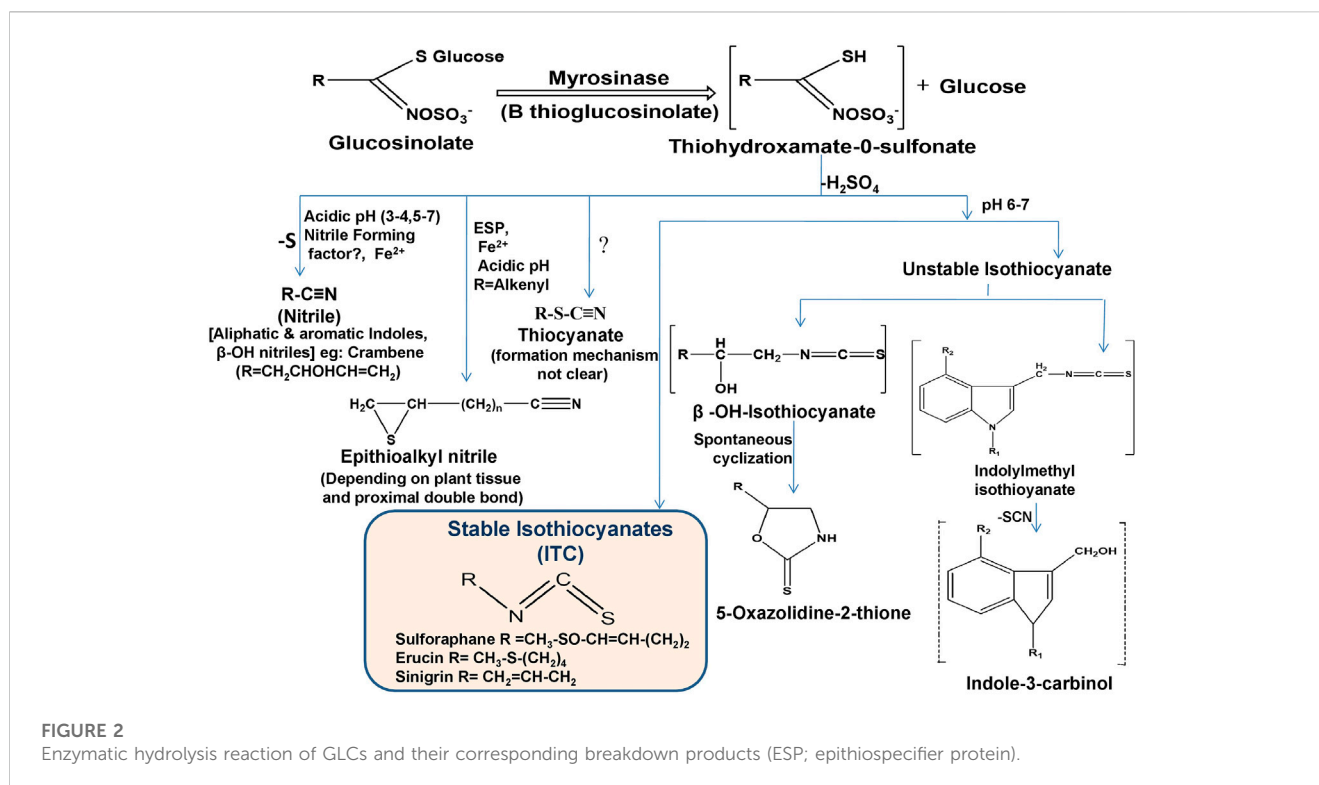 S Glucose
R
NOSO₃⁻
Glucosinolate
Myrosinase
(B thioglucosinolate)
SH
R
NOSO₃⁻
+ Glucose
Thiohydroxamate-0-sulfonate
-H₂SO₄
pH 6-7
-S
Acidic pH (3-4,5-7)
Nitrile Forming
factor?, Fe²⁺
R-C≡N
(Nitrile)
[Aliphatic & aromatic Indoles,
β-OH nitriles] eg: Crambene
(R=CH₂CHOHCH=CH₂)
ESP,
Fe²⁺
Acidic pH
R=Alkenyl
H₂C CH (CH₂)n C N
S
Epithioalkyl nitrile
(Depending on plant tissue
and proximal double bond)
?
R-S-C≡N
Thiocyanate
(formation mechanism
not clear)
Stable Isothiocyanates
(ITC)
R
N
C
S
Sulforaphane R =CH₃-SO-CH=CH-(CH₂)₂
Erucin R= CH₃-S-(CH₂)₄
Sinigrin R= CH₂=CH-CH₂
Unstable Isothiocyanate
H
R C CH₂ N C S
OH
β -OH-Isothiocyanate
Spontaneous
cyclization
R
O
NH
S
5-Oxazolidine-2-thione
R₂
H₂
C N C S
N
R₁
Indolylmethyl
isothioyanate
-SCN
R₂
CH₂OH
R₁
Indole-3-carbinol
FIGURE 2
Enzymatic hydrolysis reaction of GLCs and their corresponding breakdown products (ESP; epithiospecifier protein).